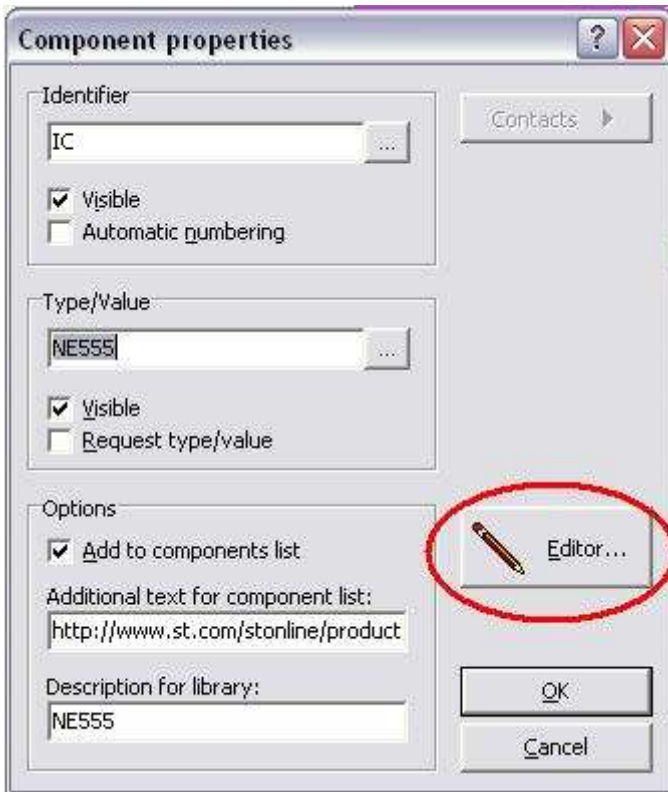 Component properties
Identifier
Contacts
IC
...
Visible
Automatic numbering
Type/Value
NE555
...
Visible
Request type/value
Options
Add to components list
Editor...
Additional text for component list:
http://www.st.com/stonline/product
Description for library:
NE555
OK
Cancel